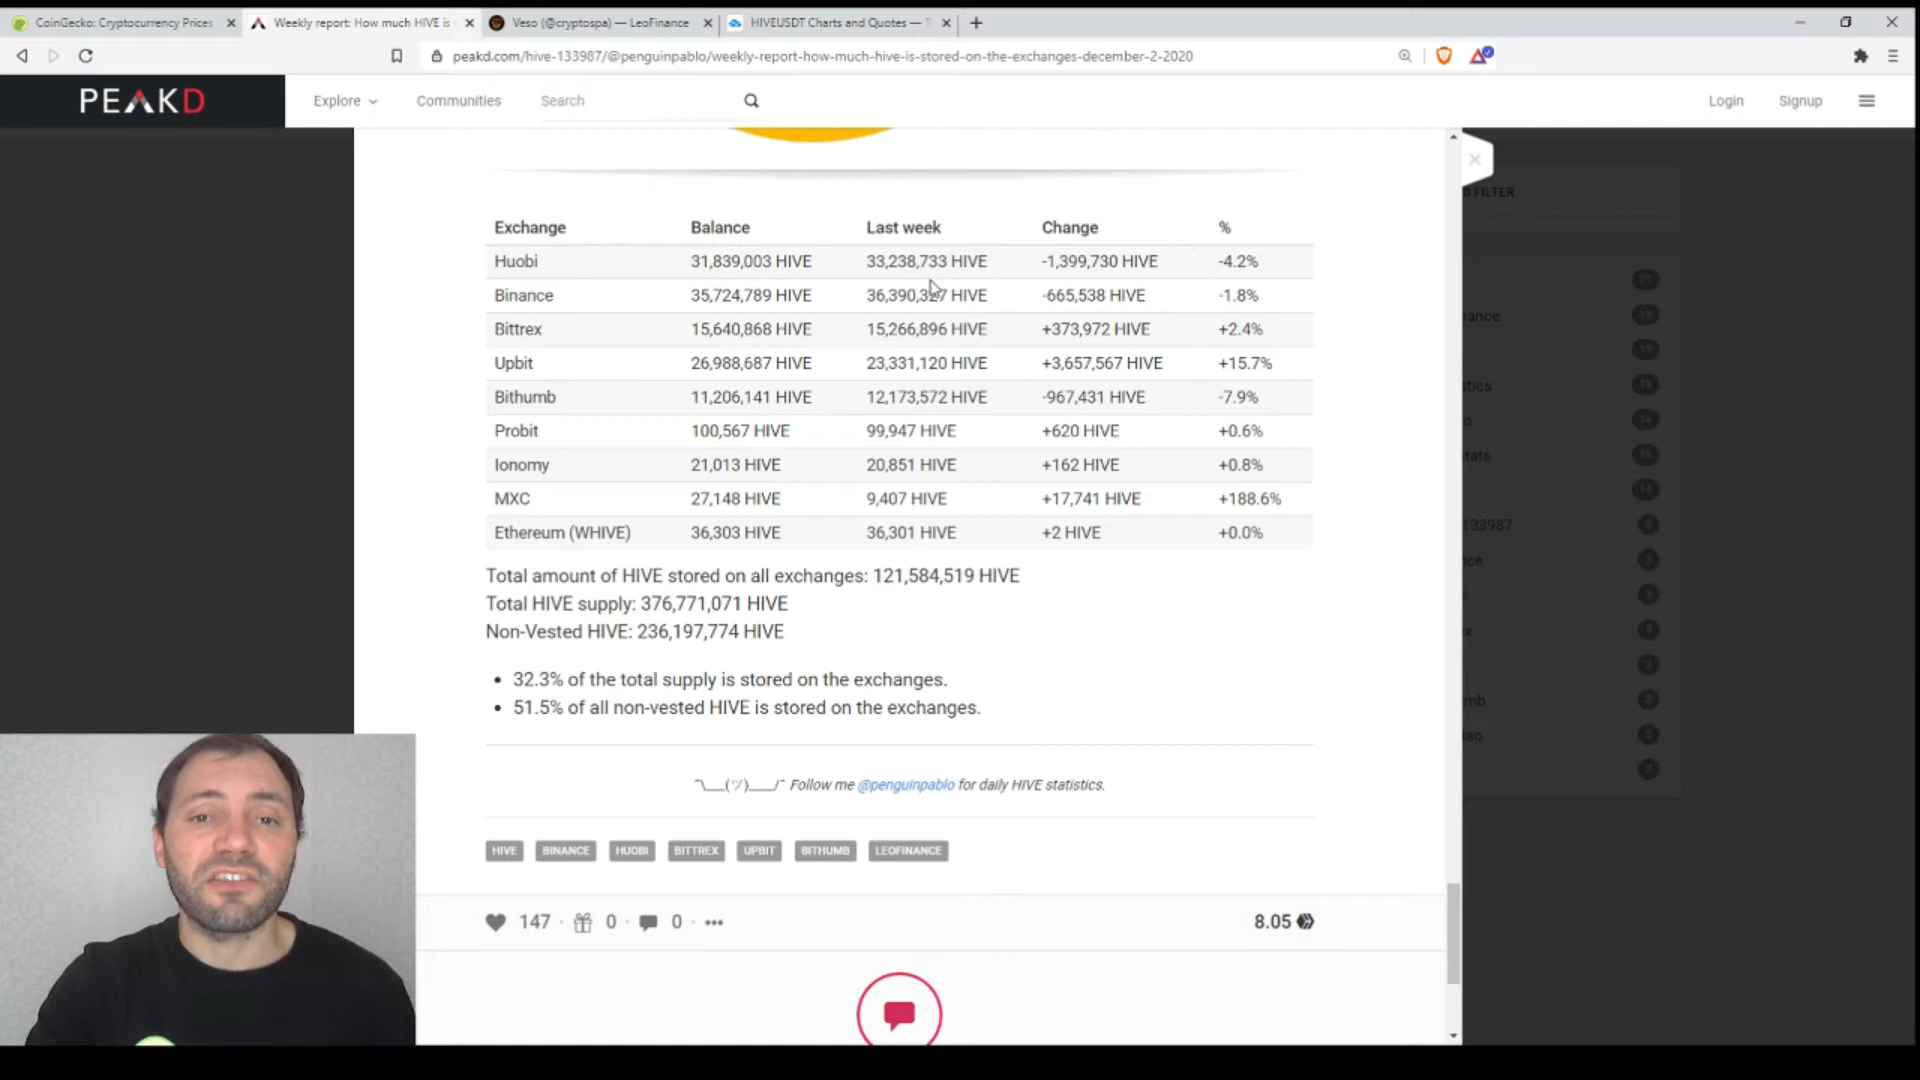 CoinGecko: Cryptocurrency Prices
Weekly report: How much HIVE is
Veso (@cryptospa) — LeoFinance
HIVEUSDT Charts and Quotes —
peakd.com/hive-133987/@penguinpablo/weekly-report-how-much-hive-is-stored-on-the-exchanges-december-2-2020
PEAKD Explore Communities Search Login Signup
FILTER
Exchange Balance Last week Change %
Huobi 31,839,003 HIVE 33,238,733 HIVE -1,399,730 HIVE -4.2%
Binance 35,724,789 HIVE 36,390,327 HIVE -665,538 HIVE -1.8%
Bittrex 15,640,868 HIVE 15,266,896 HIVE +373,972 HIVE +2.4%
Upbit 26,988,687 HIVE 23,331,120 HIVE +3,657,567 HIVE +15.7%
Bithumb 11,206,141 HIVE 12,173,572 HIVE -967,431 HIVE -7.9%
Probit 100,567 HIVE 99,947 HIVE +620 HIVE +0.6%
Ionomy 21,013 HIVE 20,851 HIVE +162 HIVE +0.8%
MXC 27,148 HIVE 9,407 HIVE +17,741 HIVE +188.6%
Ethereum (WHIVE) 36,303 HIVE 36,301 HIVE +2 HIVE +0.0%
Total amount of HIVE stored on all exchanges: 121,584,519 HIVE
Total HIVE supply: 376,771,071 HIVE
Non-Vested HIVE: 236,197,774 HIVE
• 32.3% of the total supply is stored on the exchanges.
• 51.5% of all non-vested HIVE is stored on the exchanges.
¯\___(ツ)____/¯ Follow me @penguinpablo for daily HIVE statistics.
HIVE BINANCE HUOBI BITTREX UPBIT BITHUMB LEOFINANCE
147 · 0 · 0 · ••• 8.05